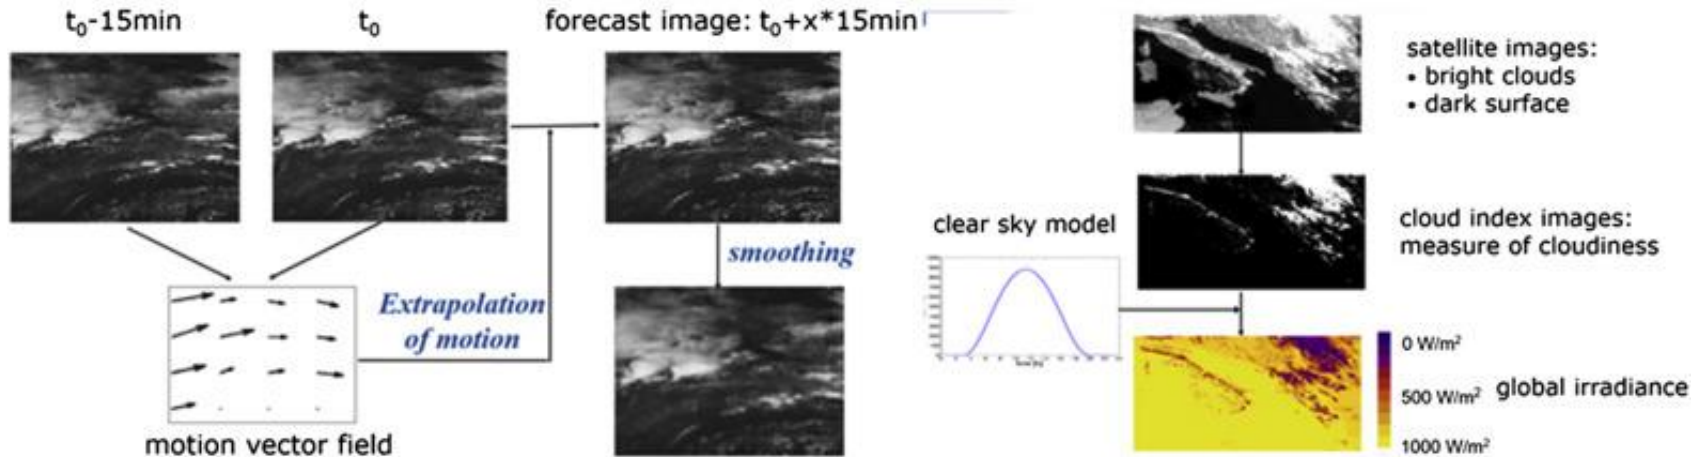 t₀-15min
t₀
forecast image: t₀+x*15min
smoothing
Extrapolation
of motion
motion vector field
satellite images:
• bright clouds
• dark surface
cloud index images:
measure of cloudiness
clear sky model
0 W/m²
500 W/m²
1000 W/m²
global irradiance